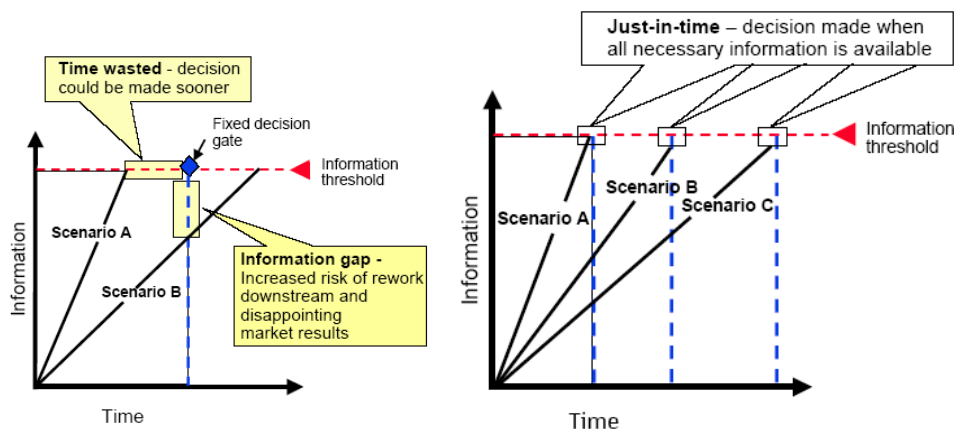 Time wasted - decision
could be made sooner
Fixed decision
gate
Information
threshold
Scenario A
Scenario B
Information gap -
Increased risk of rework
downstream and
disappointing
market results
Information
Time
Just-in-time – decision made when
all necessary information is available
Information
threshold
Scenario B
Scenario C
Scenario A
Information
Time